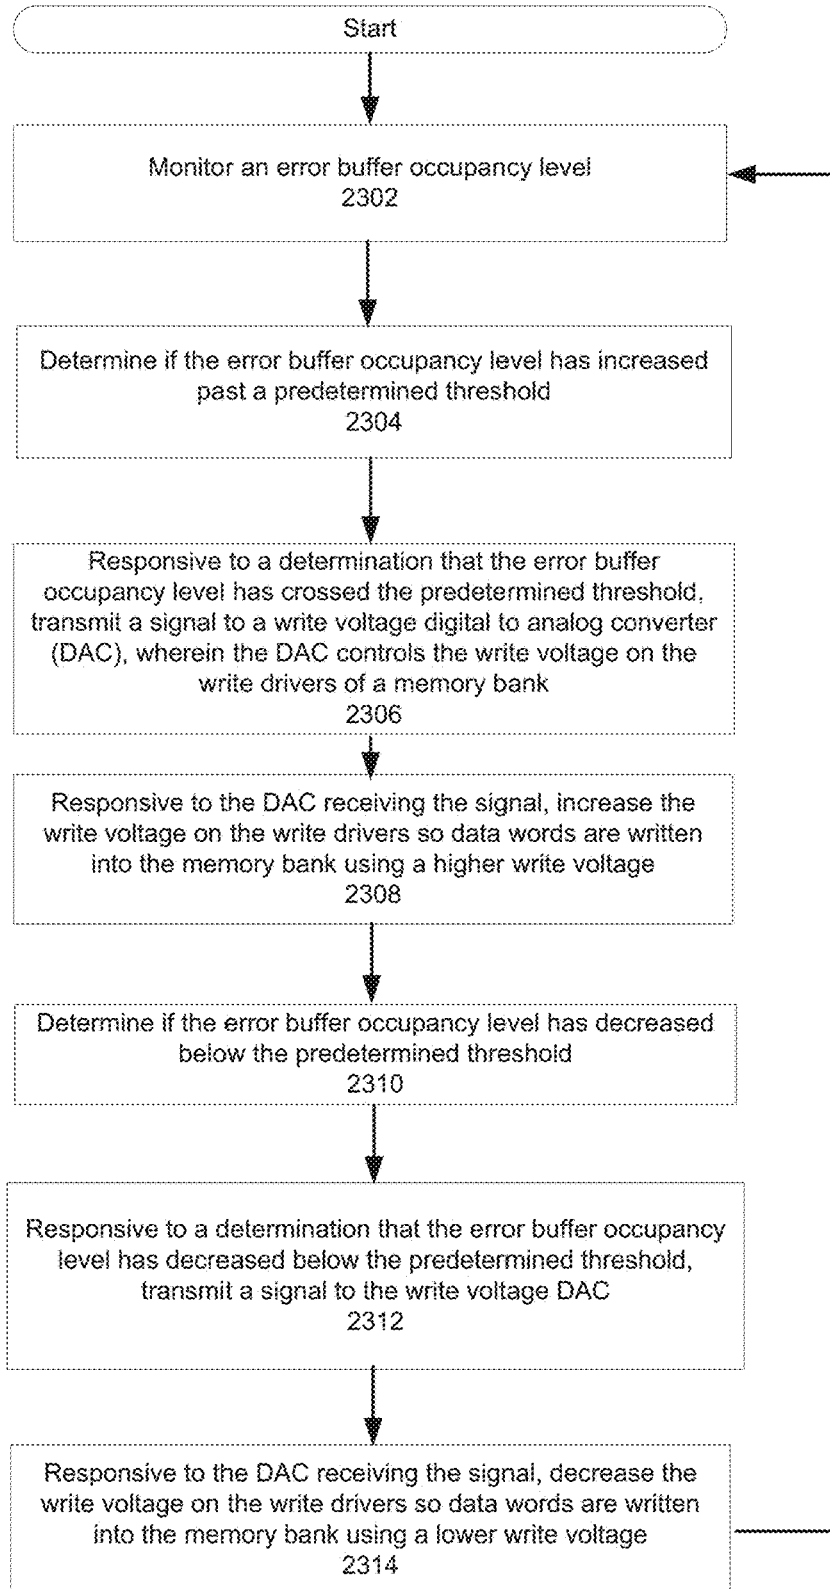 Start
Monitor an error buffer occupancy level
2302
Determine if the error buffer occupancy level has increased
past a predetermined threshold
2304
Responsive to a determination that the error buffer
occupancy level has crossed the predetermined threshold,
transmit a signal to a write voltage digital to analog converter
(DAC), wherein the DAC controls the write voltage on the
write drivers of a memory bank
2306
Responsive to the DAC receiving the signal, increase the
write voltage on the write drivers so data words are written
into the memory bank using a higher write voltage
2308
Determine if the error buffer occupancy level has decreased
below the predetermined threshold
2310
Responsive to a determination that the error buffer occupancy
level has decreased below the predetermined threshold,
transmit a signal to the write voltage DAC
2312
Responsive to the DAC receiving the signal, decrease the
write voltage on the write drivers so data words are written
into the memory bank using a lower write voltage
2314